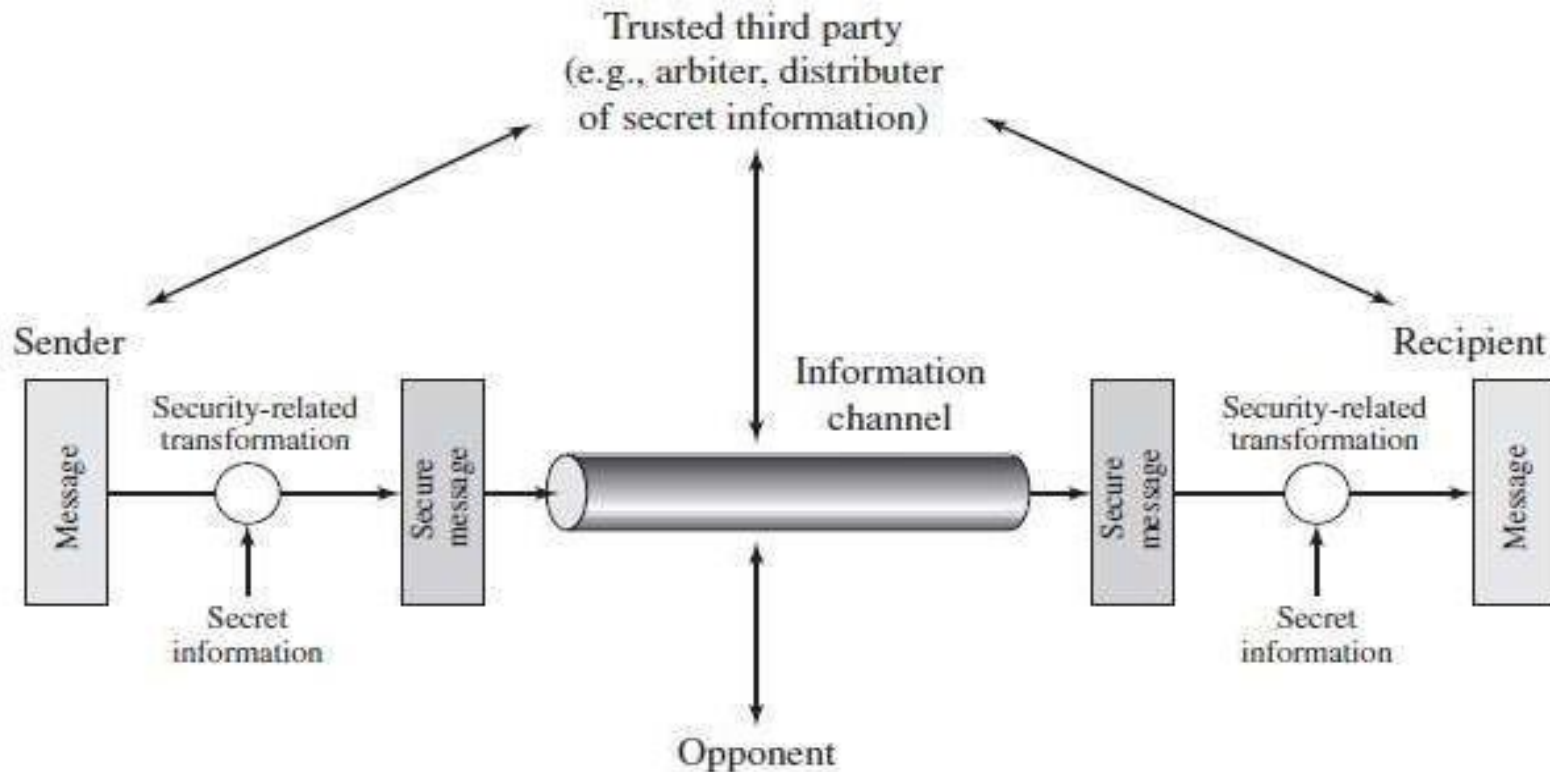 Trusted third party
(e.g., arbiter, distributer
of secret information)
Sender
Recipient
Information
channel
Security-related
transformation
Security-related
transformation
Message
Secure
message
Secure
message
Message
Secret
information
Secret
information
Opponent